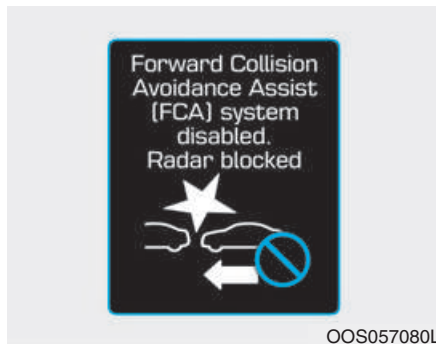 Forward Collision
Avoidance Assist
(FCA) system
disabled.
Radar blocked
OOS057080L